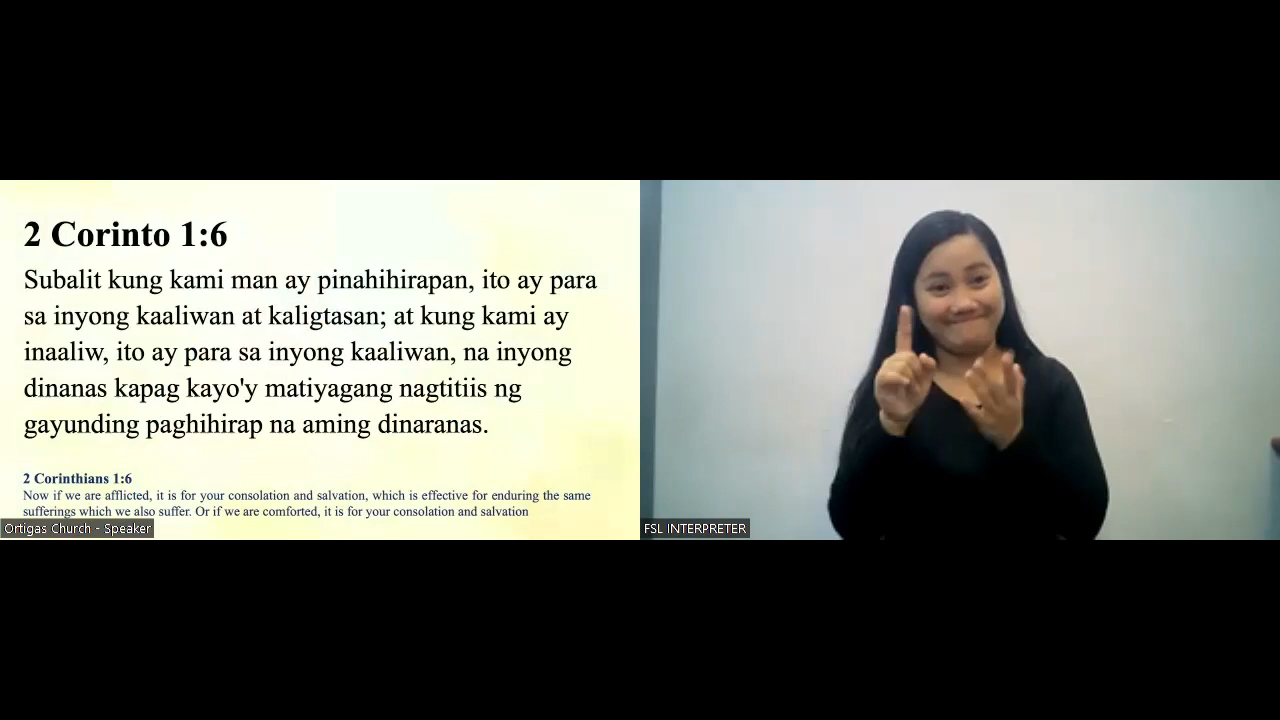 2 Corinto 1:6
Subalit kung kami man ay pinahihirapan, ito ay para
sa inyong kaaliwan at kaligtasan; at kung kami ay
inaaliw, ito ay para sa inyong kaaliwan, na inyong
dinanas kapag kayo'y matiyagang nagtitiis ng
gayunding paghihirap na aming dinaranas.
2 Corinthians 1:6
Now if we are afflicted, it is for your consolation and salvation, which is effective for enduring the same
sufferings which we also suffer. Or if we are comforted, it is for your consolation and salvation
Ortigas Church - Speaker
FSL INTERPRETER